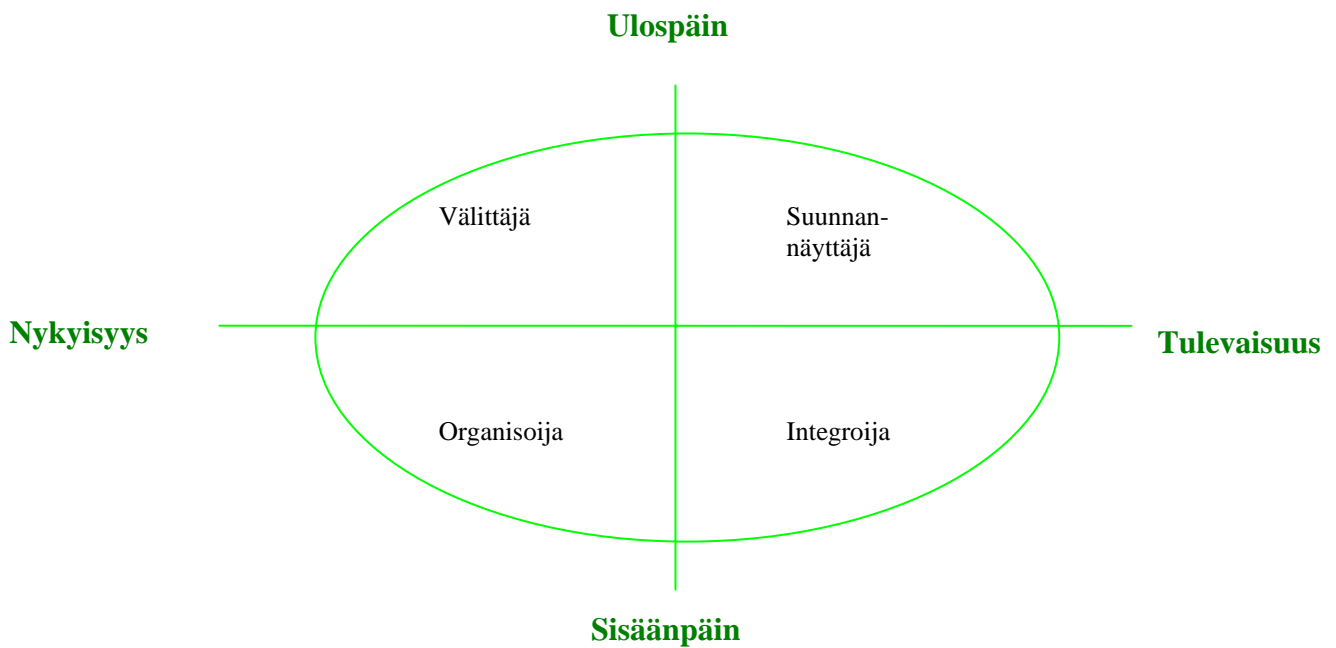 Ulospäin
Välittäjä
Suunnan-
näyttäjä
Nykyisyys
Tulevaisuus
Organisoija
Integroija
Sisäänpäin